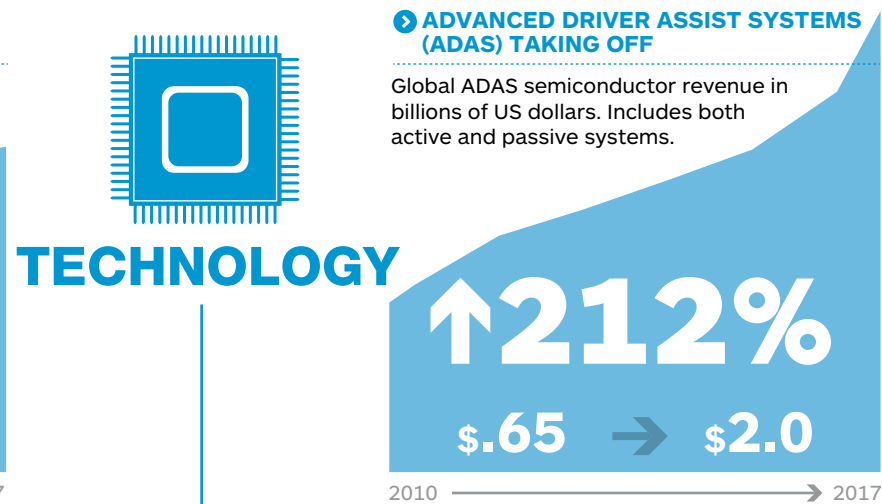 ADVANCED DRIVER ASSIST SYSTEMS
(ADAS) TAKING OFF
Global ADAS semiconductor revenue in
billions of US dollars. Includes both
active and passive systems.
TECHNOLOGY
212%
$.65
$2.0
7
2010
2017